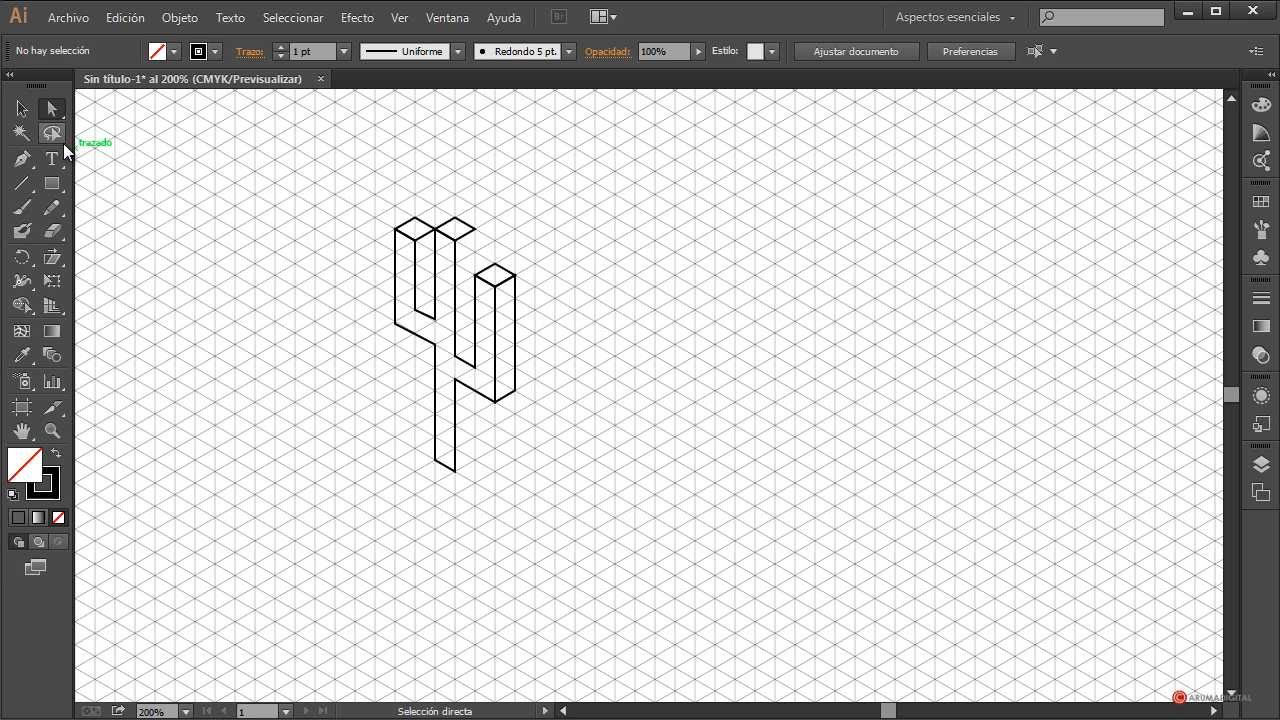 Ai Archivo Edición Objeto Texto Seleccionar Efecto Ver Ventana Ayuda Br Aspectos esenciales
No hay selección Trazo: 1 pt Uniforme Redondo 5 pt. Opacidad: 100% Estilo: Ajustar documento Preferencias
Sin título-1* al 200% (CMYK/Previsualizar)
trazado
T
200% 1 Selección directa
© ARUMADIGITAL